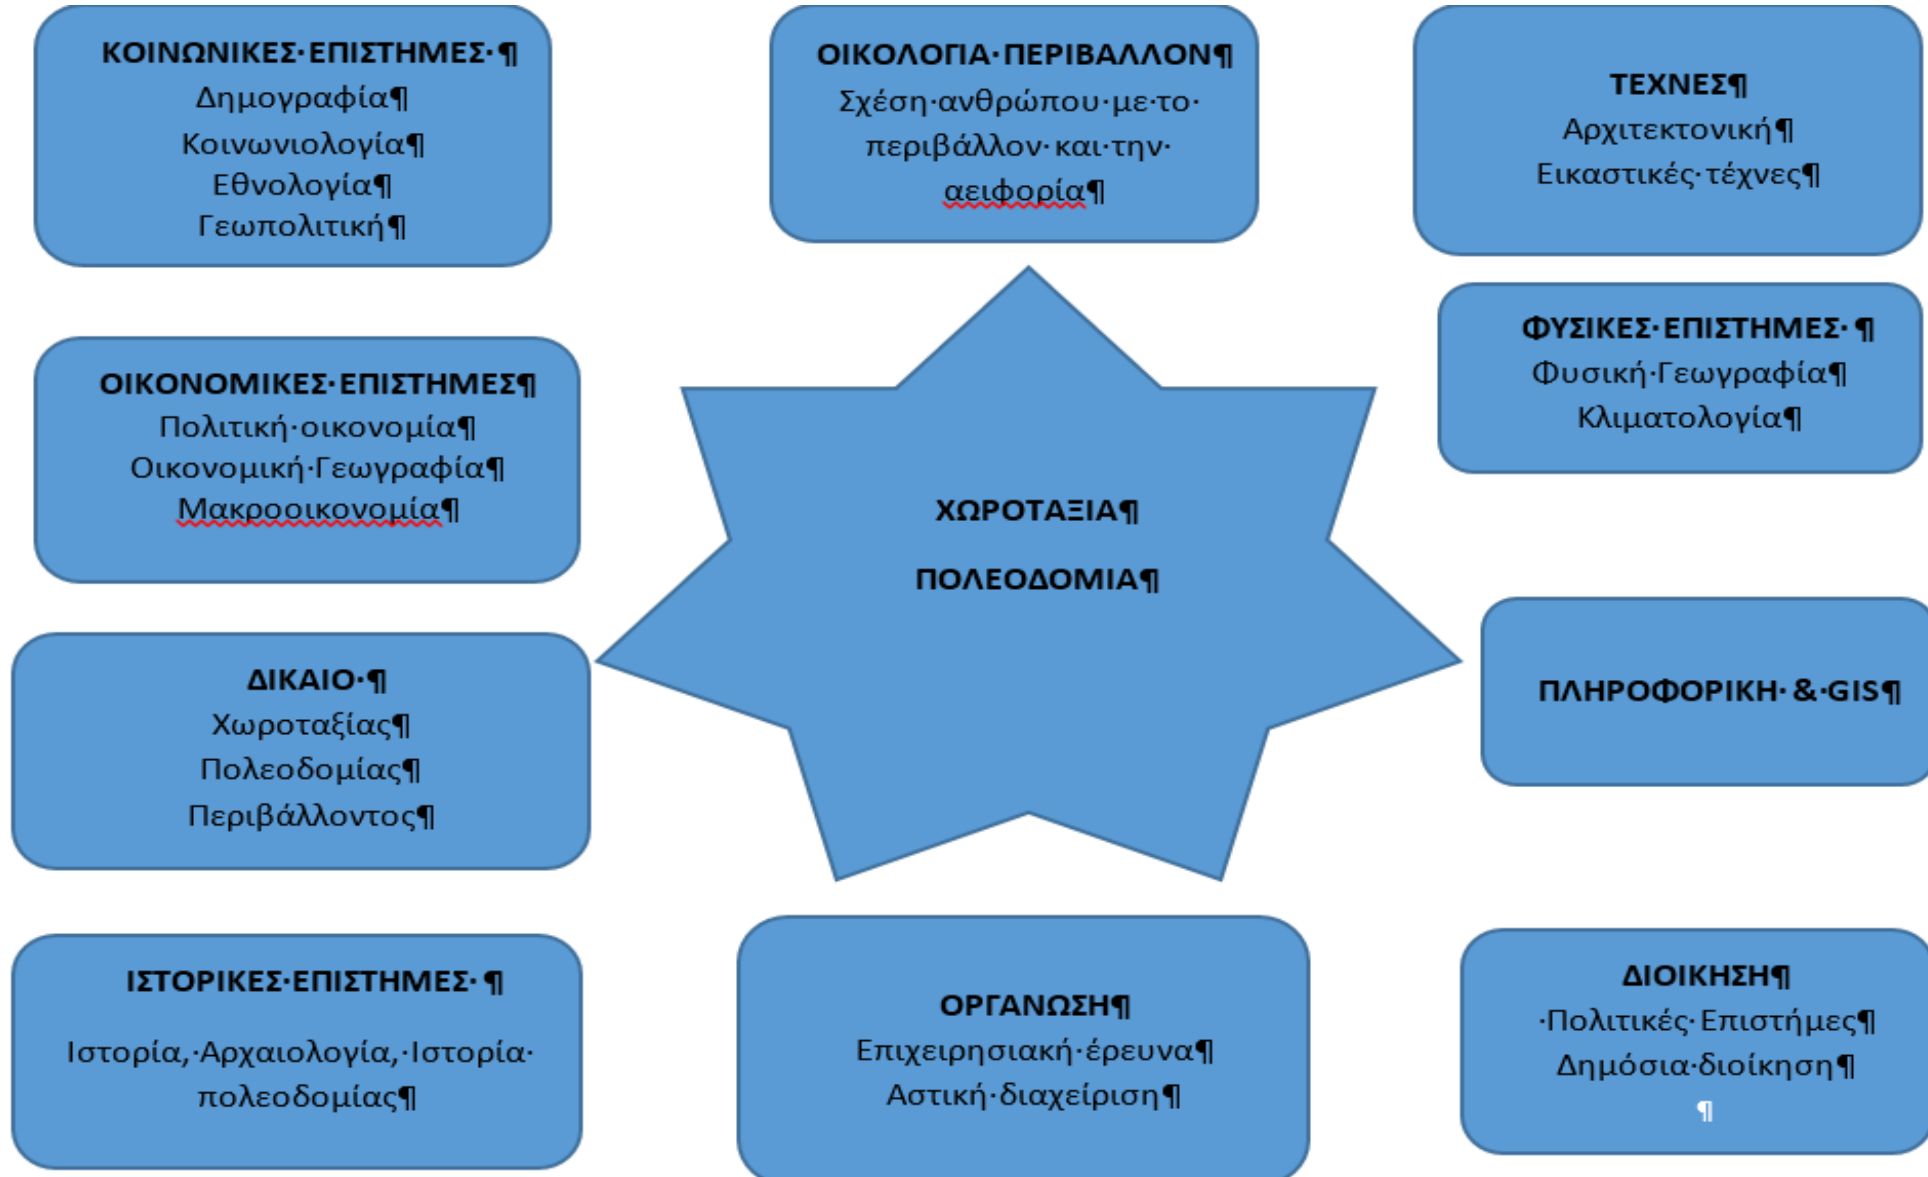 ΚΟΙΝΩΝΙΚΕΣ·ΕΠΙΣΤΗΜΕΣ·¶
Δημογραφία¶
Κοινωνιολογία¶
Εθνολογία¶
Γεωπολιτική¶
ΟΙΚΟΛΟΓΙΑ·ΠΕΡΙΒΑΛΛΟΝ¶
Σχέση·ανθρώπου·με·το·
περιβάλλον·και·την·
αειφορία¶
ΤΕΧΝΕΣ¶
Αρχιτεκτονική¶
Εικαστικές·τέχνες¶
ΟΙΚΟΝΟΜΙΚΕΣ·ΕΠΙΣΤΗΜΕΣ¶
Πολιτική·οικονομία¶
Οικονομική·Γεωγραφία¶
Μακροοικονομία¶
ΧΩΡΟΤΑΞΙΑ¶
ΠΟΛΕΟΔΟΜΙΑ¶
ΦΥΣΙΚΕΣ·ΕΠΙΣΤΗΜΕΣ·¶
Φυσική·Γεωγραφία¶
Κλιματολογία¶
ΔΙΚΑΙΟ·¶
Χωροταξίας¶
Πολεοδομίας¶
Περιβάλλοντος¶
ΠΛΗΡΟΦΟΡΙΚΗ·&·GIS¶
ΙΣΤΟΡΙΚΕΣ·ΕΠΙΣΤΗΜΕΣ·¶
Ιστορία,·Αρχαιολογία,·Ιστορία·
πολεοδομίας¶
ΟΡΓΑΝΩΣΗ¶
Επιχειρησιακή·έρευνα¶
Αστική·διαχείριση¶
ΔΙΟΙΚΗΣΗ¶
·Πολιτικές·Επιστήμες¶
Δημόσια·διοίκηση¶
¶